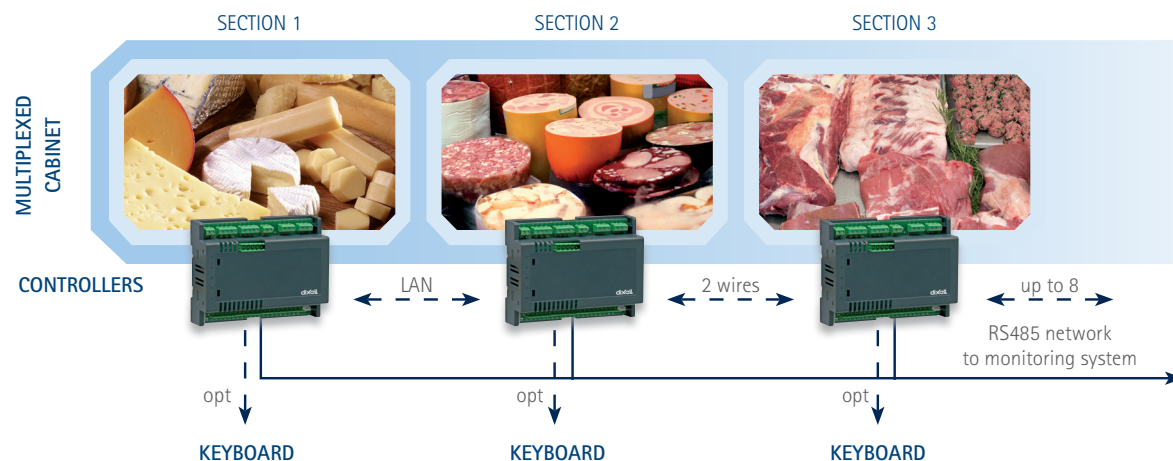 SECTION 1
SECTION 2
SECTION 3
MULTIPLEXED
CABINET
CONTROLLERS
LAN
2 wires
up to 8
dixell
dixell
dixell
RS485 network
to monitoring system
opt
opt
opt
KEYBOARD
KEYBOARD
KEYBOARD